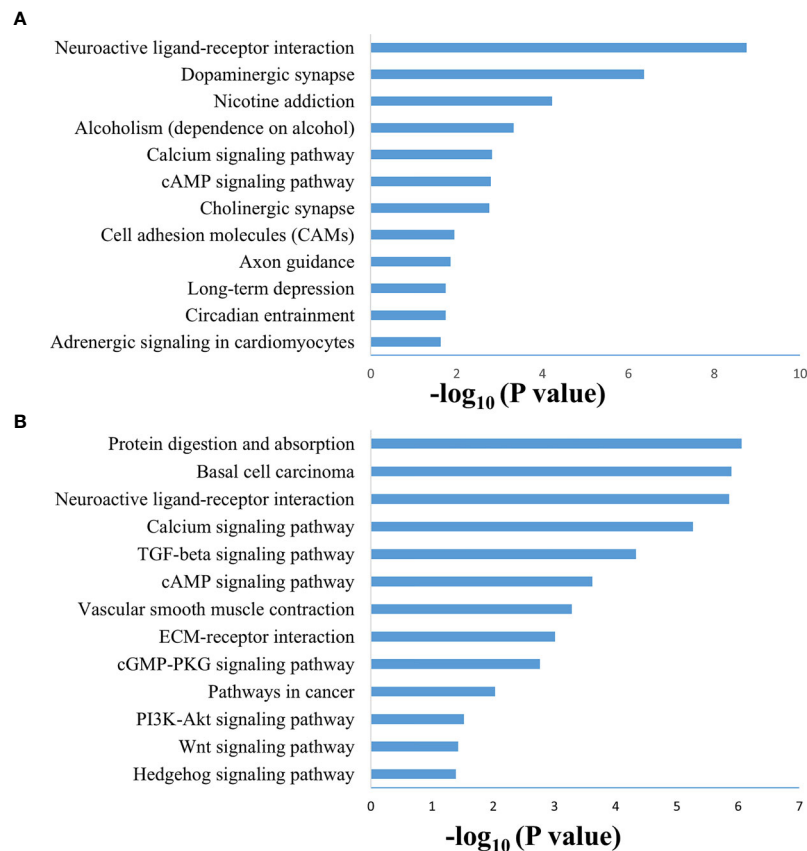 A
Neuroactive ligand-receptor interaction
Dopaminergic synapse
Nicotine addiction
Alcoholism (dependence on alcohol)
Calcium signaling pathway
cAMP signaling pathway
Cholinergic synapse
Cell adhesion molecules (CAMs)
Axon guidance
Long-term depression
Circadian entrainment
Adrenergic signaling in cardiomyocytes
0 2 4 6 8 10
-log10 (P value)
B
Protein digestion and absorption
Basal cell carcinoma
Neuroactive ligand-receptor interaction
Calcium signaling pathway
TGF-beta signaling pathway
cAMP signaling pathway
Vascular smooth muscle contraction
ECM-receptor interaction
cGMP-PKG signaling pathway
Pathways in cancer
PI3K-Akt signaling pathway
Wnt signaling pathway
Hedgehog signaling pathway
0 1 2 3 4 5 6 7
-log10 (P value)